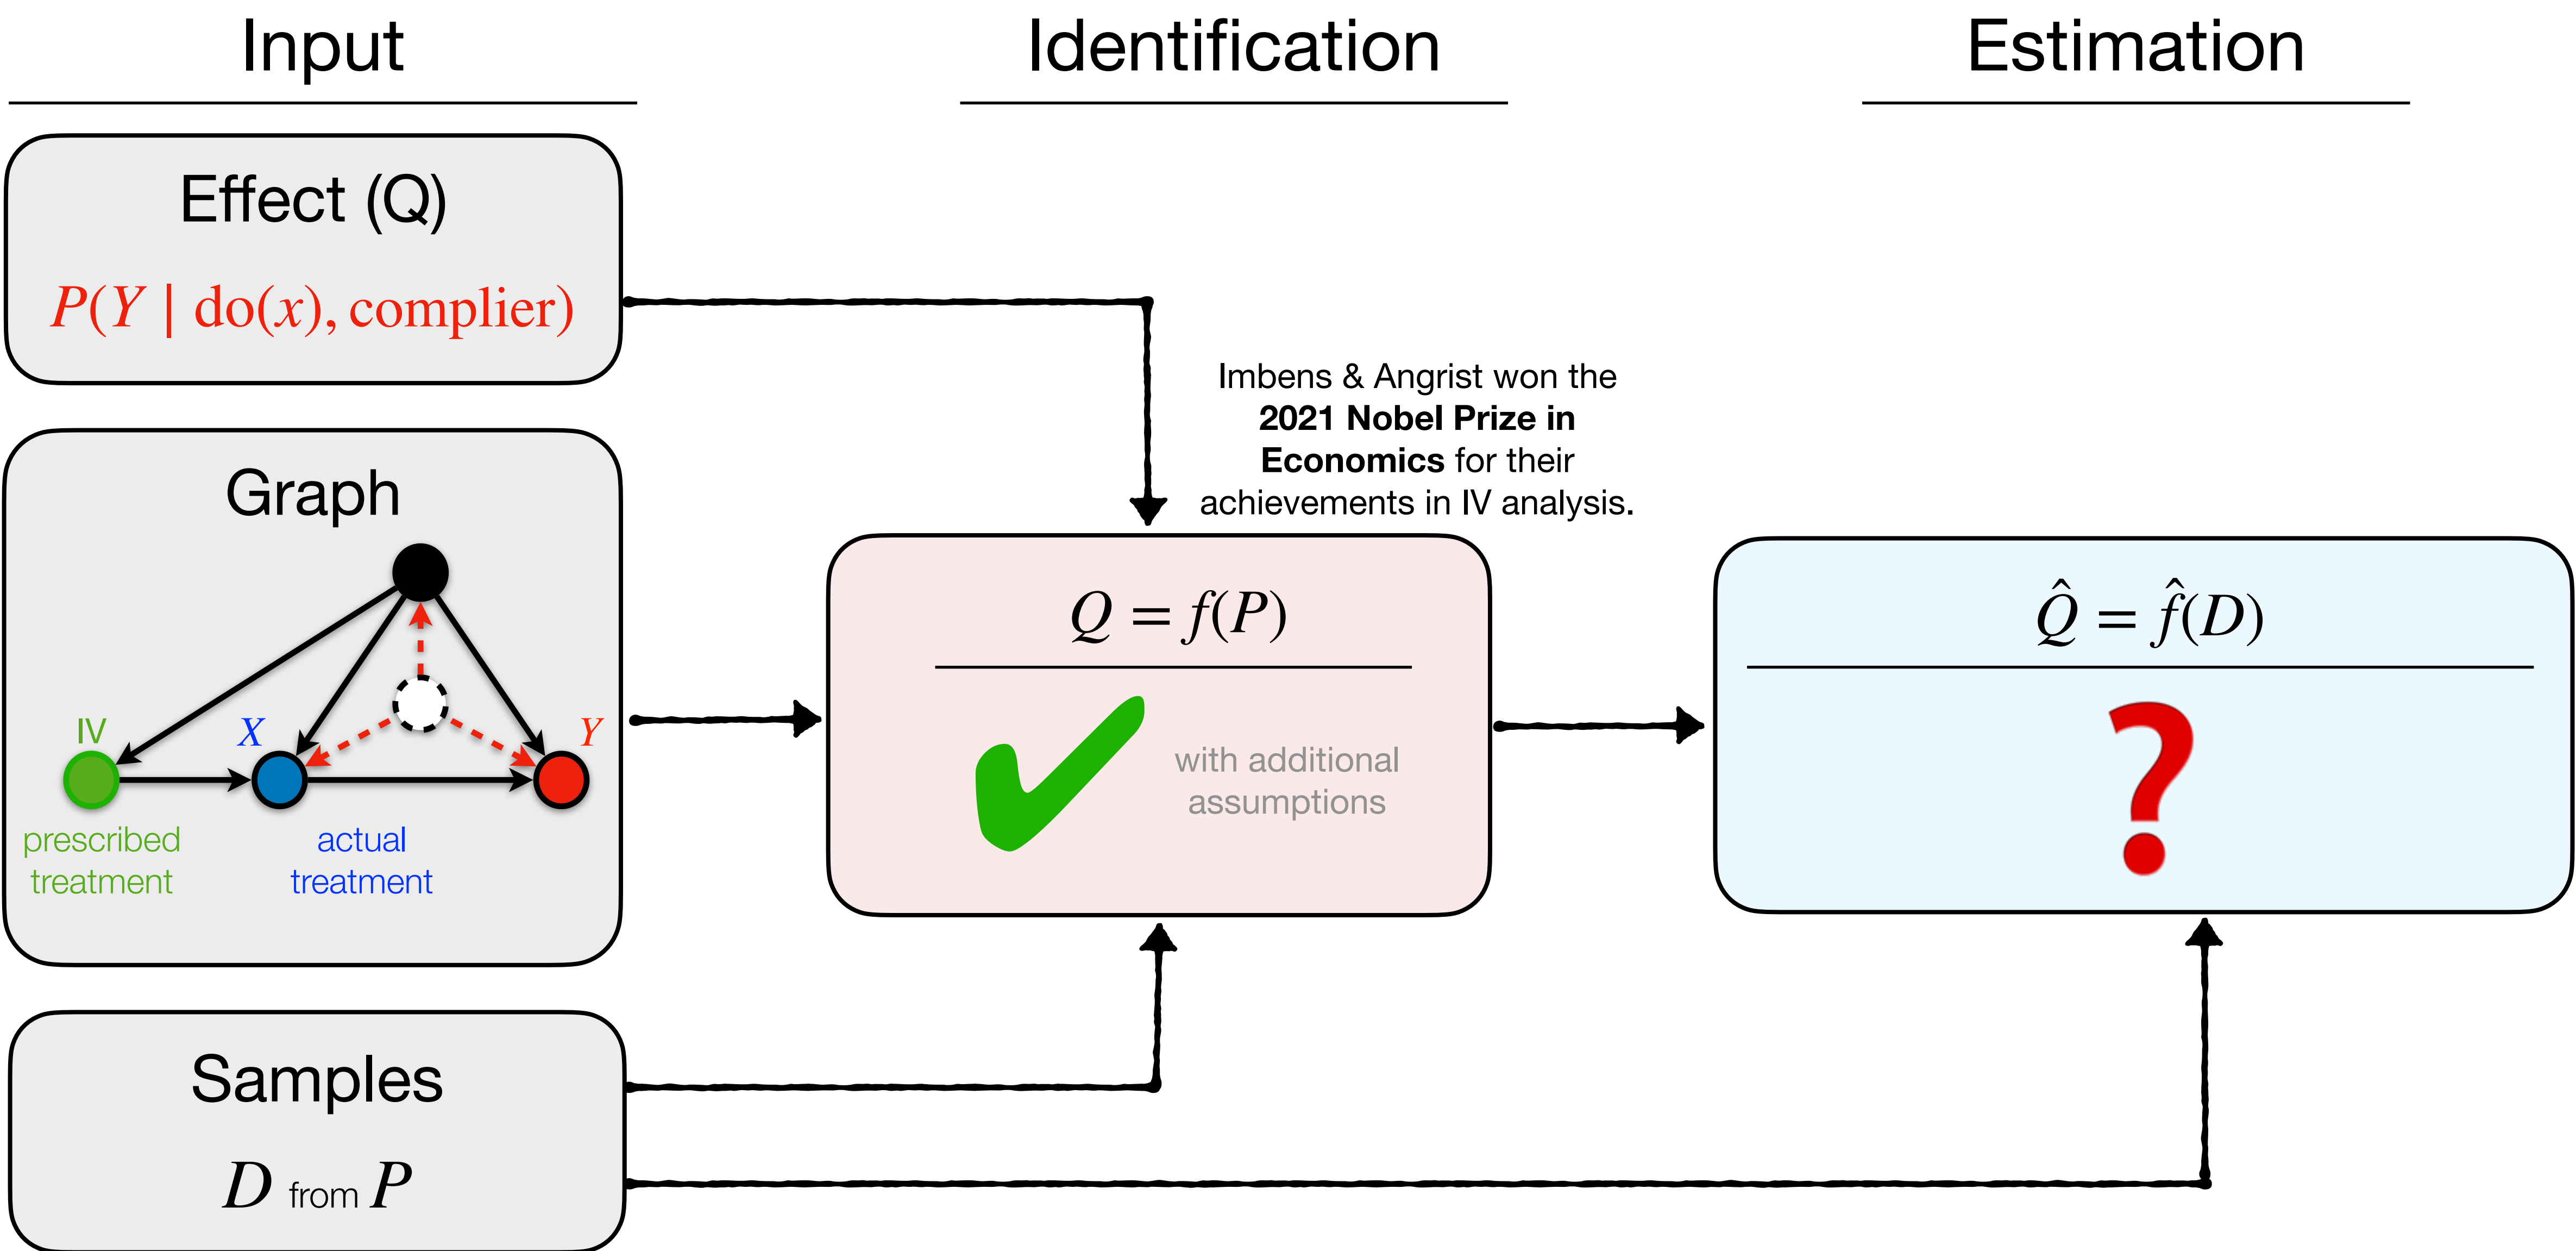 Input
Identification
Estimation
Effect (Q)
P(Y | do(x), complier)
Imbens & Angrist won the
2021 Nobel Prize in
Economics for their
achievements in IV analysis.
Graph
IV
X
Y
prescribed
treatment
actual
treatment
Q = f(P)
with additional
assumptions
Q̂ = f̂(D)
?
Samples
D from P